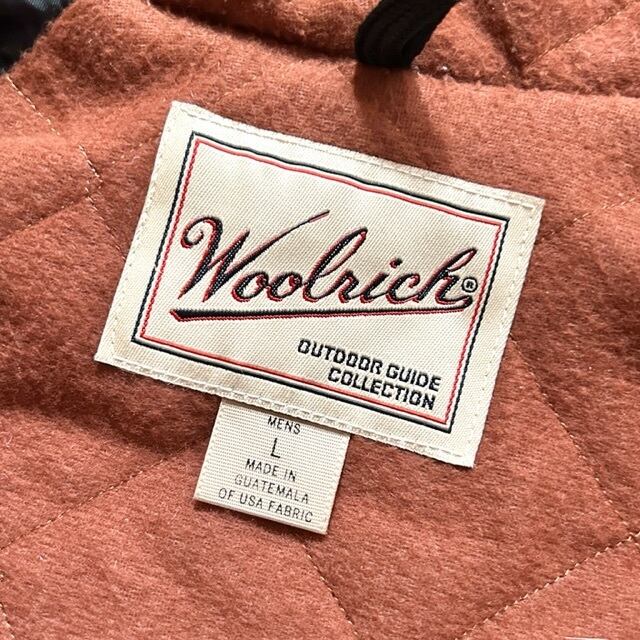 Woolrich®
OUTDOOR GUIDE
COLLECTION
MENS
L
MADE IN
GUATEMALA
OF USA FABRIC